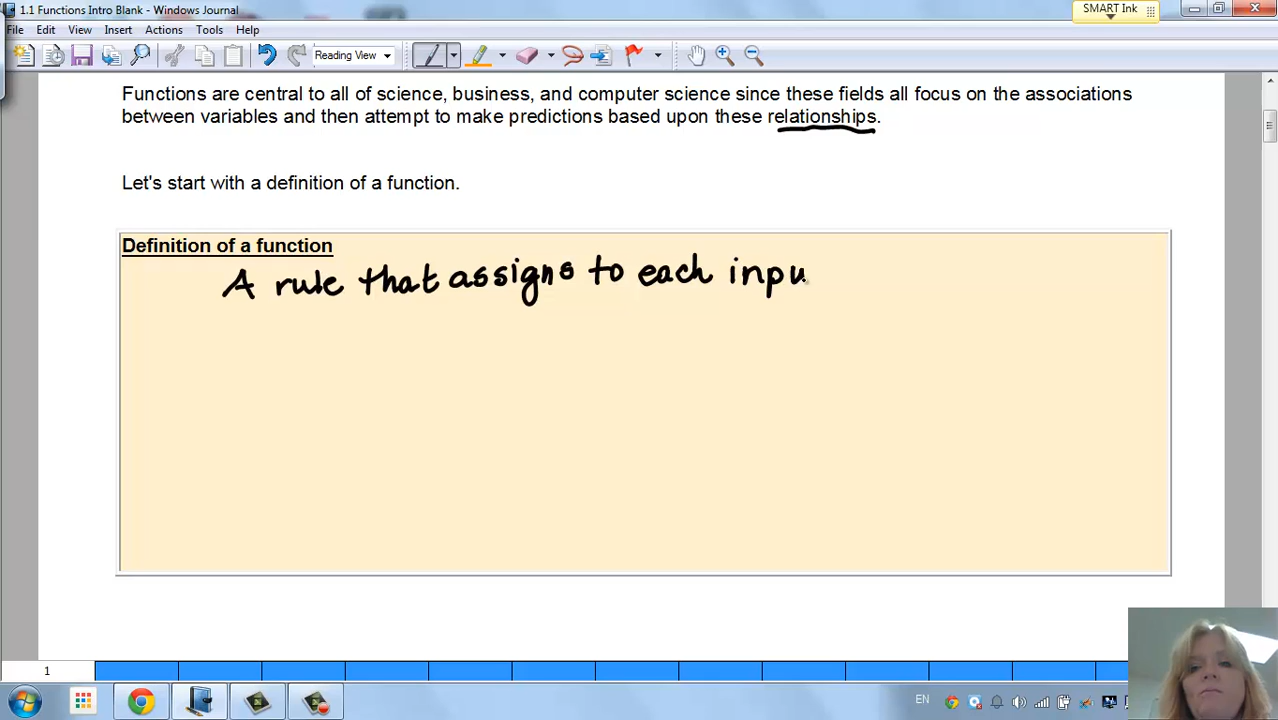 1.1 Functions Intro Blank - Windows Journal
SMART Ink
File Edit View Insert Actions Tools Help
Reading View
Functions are central to all of science, business, and computer science since these fields all focus on the associations
between variables and then attempt to make predictions based upon these relationships.
Let's start with a definition of a function.
Definition of a function
A rule that assigns to each inpu
1
EN